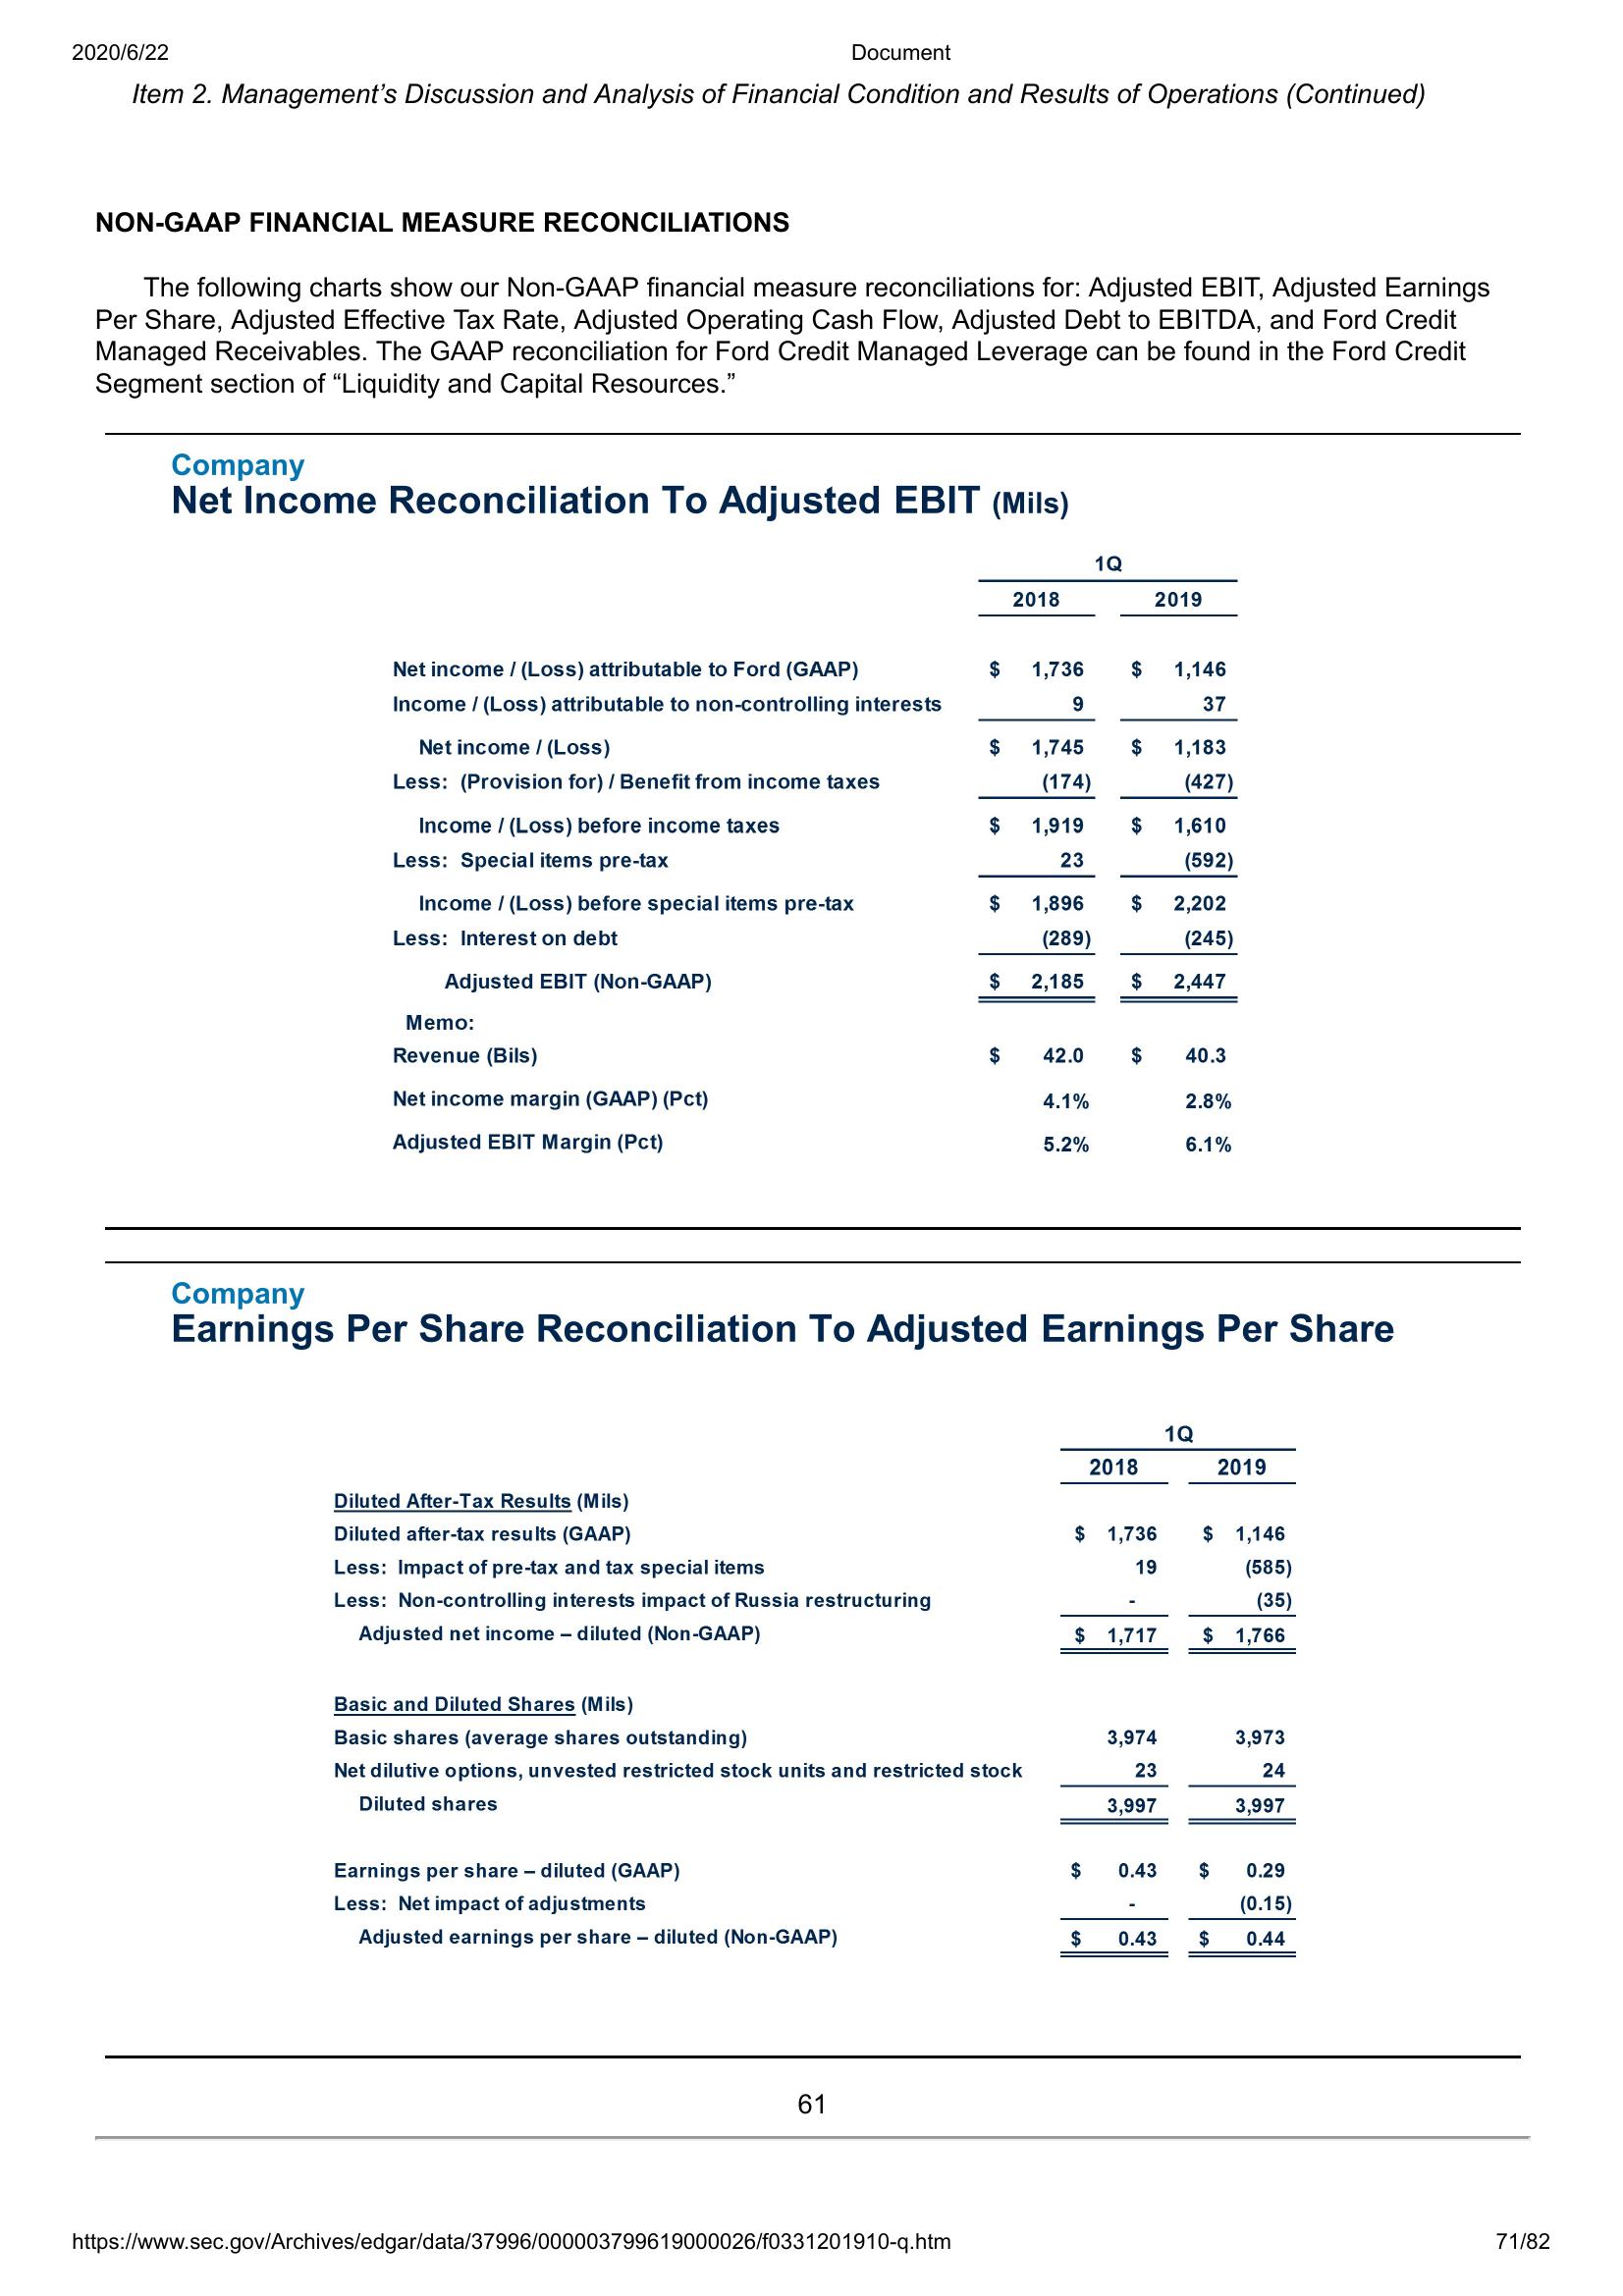 2020/6/22 Document
Item 2. Management’s Discussion and Analysis of Financial Condition and Results of Operations (Continued)
NON-GAAP FINANCIAL MEASURE RECONCILIATIONS
The following charts show our Non-GAAP financial measure reconciliations for: Adjusted EBIT, Adjusted Earnings
Per Share, Adjusted Effective Tax Rate, Adjusted Operating Cash Flow, Adjusted Debt to EBITDA, and Ford Credit
Managed Receivables. The GAAP reconciliation for Ford Credit Managed Leverage can be found in the Ford Credit
Segment section of “Liquidity and Capital Resources.”
Company
Net Income Reconciliation To Adjusted EBIT (Mils)
1Q
2018 2019
Net income / (Loss) attributable to Ford (GAAP) $ 1,736 $ 1,146
Income / (Loss) attributable to non-controlling interests 9 37
Net income / (Loss) $ 1,745 $ 1,183
Less: (Provision for) / Benefit from income taxes (174) (427)
Income / (Loss) before income taxes $ 1,919 $ 1,610
Less: Special items pre-tax 23 (592)
Income / (Loss) before special items pre-tax $ 1,896 $ 2,202
Less: Interest on debt (289) (245)
Adjusted EBIT (Non-GAAP) $ 2,185 $ 2,447
Memo:
Revenue (Bils) $ 42.0 $ 40.3
Net income margin (GAAP) (Pct) 4.1% 2.8%
Adjusted EBIT Margin (Pct) 5.2% 6.1%
Company
Earnings Per Share Reconciliation To Adjusted Earnings Per Share
1Q
2018 2019
Diluted After-Tax Results (Mils)
Diluted after-tax results (GAAP) $ 1,736 $ 1,146
Less: Impact of pre-tax and tax special items 19 (585)
Less: Non-controlling interests impact of Russia restructuring - (35)
Adjusted net income – diluted (Non-GAAP) $ 1,717 $ 1,766
Basic and Diluted Shares (Mils)
Basic shares (average shares outstanding) 3,974 3,973
Net dilutive options, unvested restricted stock units and restricted stock 23 24
Diluted shares 3,997 3,997
Earnings per share – diluted (GAAP) $ 0.43 $ 0.29
Less: Net impact of adjustments - (0.15)
Adjusted earnings per share – diluted (Non-GAAP) $ 0.43 $ 0.44
61
https://www.sec.gov/Archives/edgar/data/37996/000003799619000026/f0331201910-q.htm 71/82